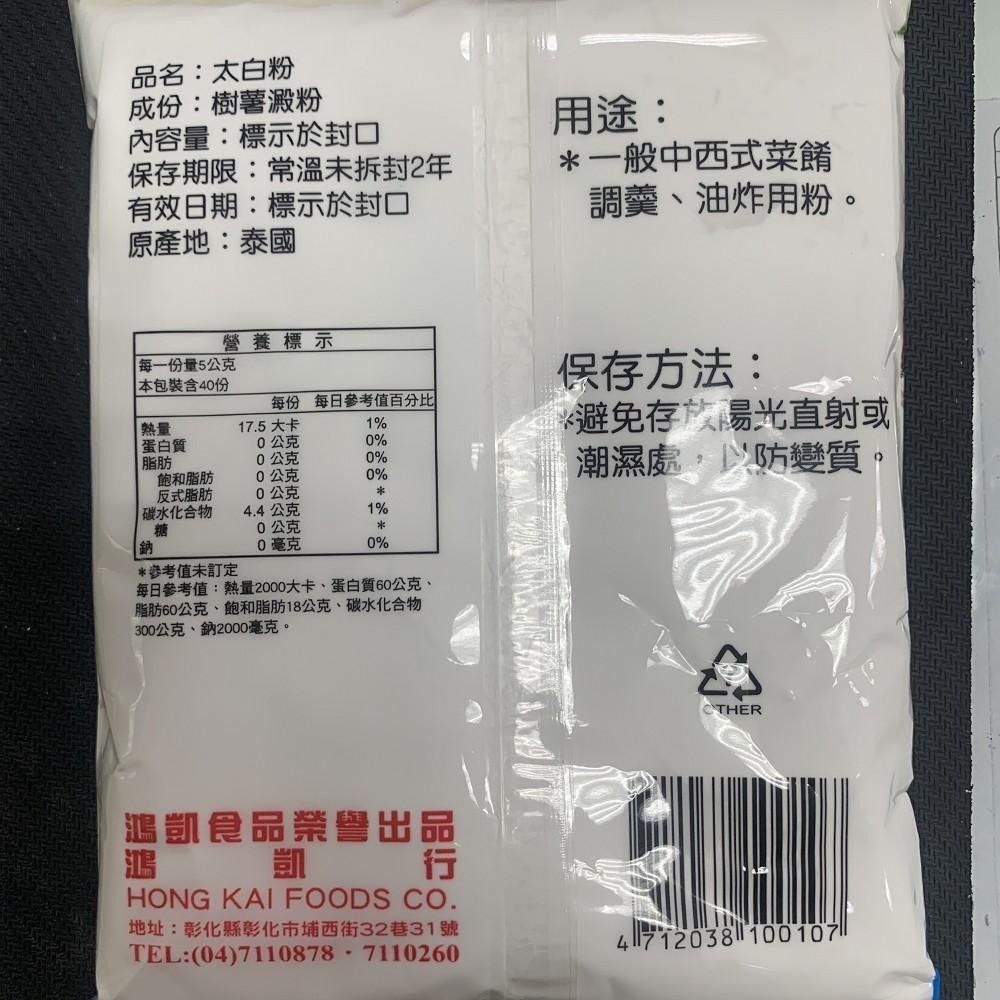 品名：太白粉
成份：樹薯澱粉
內容量：標示於封口
保存期限：常溫未拆封2年
有效日期：標示於封口
原產地：泰國
營養標示
每一份量5公克
本包裝含40份
每份 每日參考值百分比
熱量 17.5 大卡 1%
蛋白質 0 公克 0%
脂肪 0 公克 0%
飽和脂肪 0 公克 0%
反式脂肪 0 公克 *
碳水化合物 4.4 公克 1%
糖 0 公克 *
鈉 0 毫克 0%
*參考值未訂定
每日參考值：熱量2000大卡、蛋白質60公克、
脂肪60公克、飽和脂肪18公克、碳水化合物
300公克、鈉2000毫克。
鴻凱食品榮譽出品
鴻凱行
HONG KAI FOODS CO.
地址：彰化縣彰化市埔西街32巷31號
TEL:(04)7110878・7110260
用途：
*一般中西式菜餚
調羹、油炸用粉。
保存方法：
*避免存放陽光直射或
潮濕處，以防變質。
7
OTHER
4 712038 100107